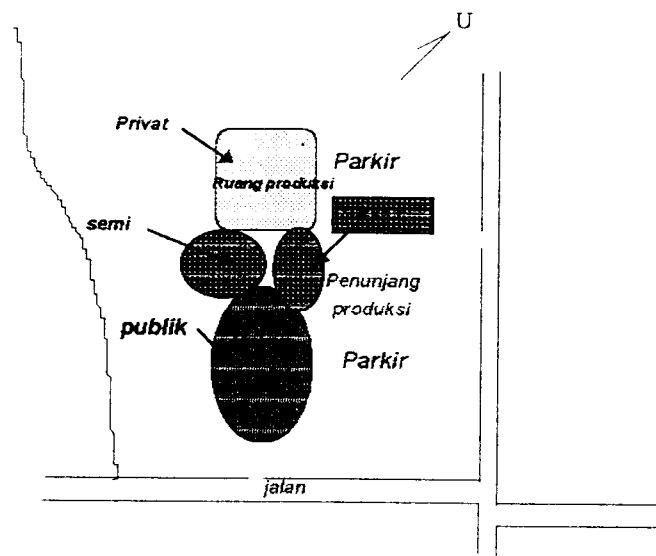 U
Privat
Parkir
Ruang produksi
semi
Penunjang
produksi
publik
Parkir
jalan